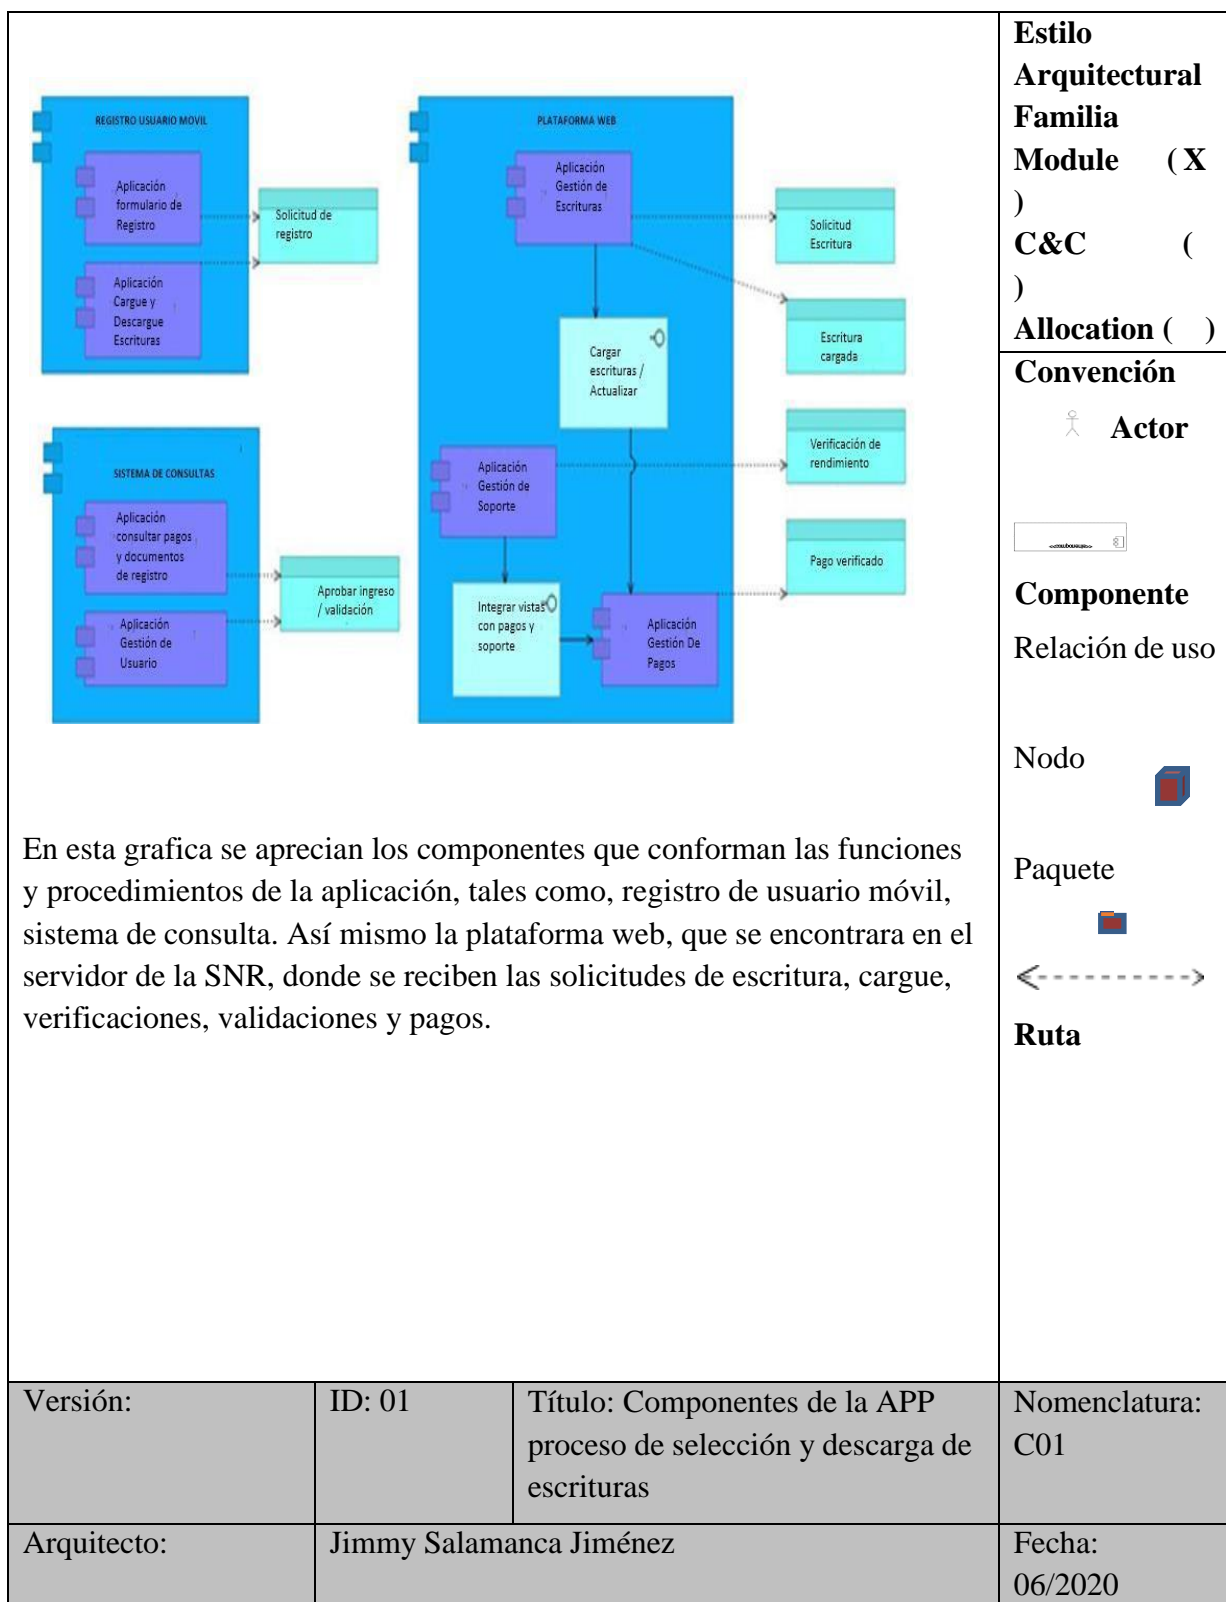 REGISTRO USUARIO MOVIL
Aplicación
formulario de
Registro
Aplicación
Cargue y
Descargue
Escrituras
Solicitud de
registro
SISTEMA DE CONSULTAS
Aplicación
consultar pagos
y documentos
de registro
Aplicación
Gestión de
Usuario
Aprobar ingreso
/ validación
PLATAFORMA WEB
Aplicación
Gestión de
Escrituras
Cargar
escrituras /
Actualizar
Aplicación
Gestión de
Soporte
Integrar vistas
con pagos y
soporte
Aplicación
Gestión De
Pagos
Solicitud
Escritura
Escritura
cargada
Verificación de
rendimiento
Pago verificado
En esta grafica se aprecian los componentes que conforman las funciones
y procedimientos de la aplicación, tales como, registro de usuario móvil,
sistema de consulta. Así mismo la plataforma web, que se encontrara en el
servidor de la SNR, donde se reciben las solicitudes de escritura, cargue,
verificaciones, validaciones y pagos.
Estilo
Arquitectural
Familia
Module ( X
)
C&C (
)
Allocation ( )
Convención
Actor
Componente
Relación de uso
Nodo
Paquete
Ruta
Versión:
ID: 01
Título: Componentes de la APP
proceso de selección y descarga de
escrituras
Nomenclatura:
C01
Arquitecto:
Jimmy Salamanca Jiménez
Fecha:
06/2020